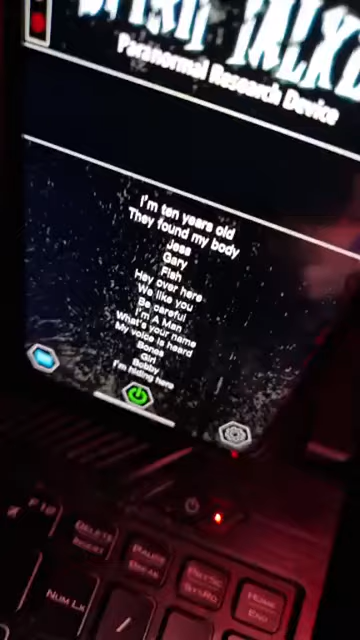 TALKE
Paranormal Research Device
I'm ten years old
They found my body
Jess
Gary
Fish
Hey over here
We like you
Be careful
I'm A Man
What's your name
My voice is heard
Bones
Girl
Bobby
I'm hiding here
F12
DELETE
INSERT
PAUSE
BREAK
PRTSC
SYSRQ
HOME
END
NUM LK
/